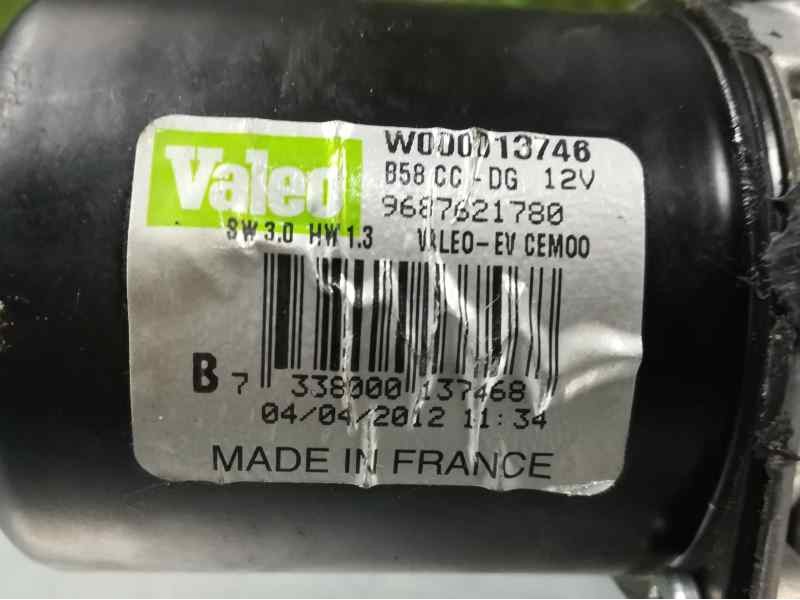 Valeo
W000013746
B58 CC-DG 12V
9687621780
SW 3.0 HW 1.3 VALEO-EV CEM00
B 7 338000 137468
04/04/2012 11:34
MADE IN FRANCE